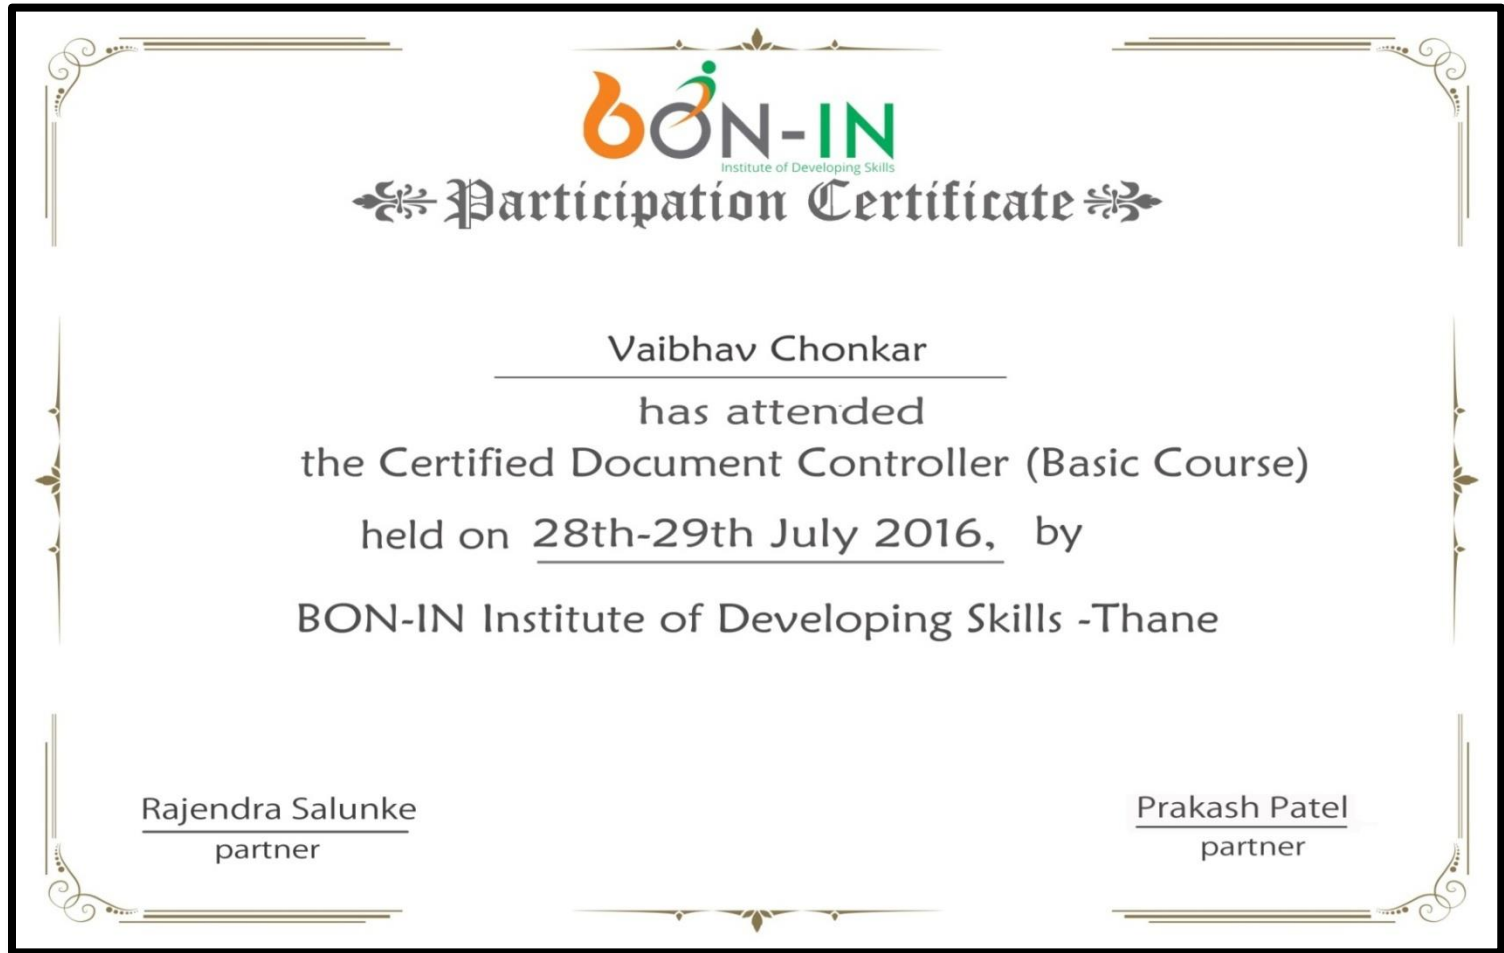 BON-IN
Institute of Developing Skills
Participation Certificate
Vaibhav Chonkar
has attended
the Certified Document Controller (Basic Course)
held on 28th-29th July 2016, by
BON-IN Institute of Developing Skills -Thane
Rajendra Salunke
partner
Prakash Patel
partner